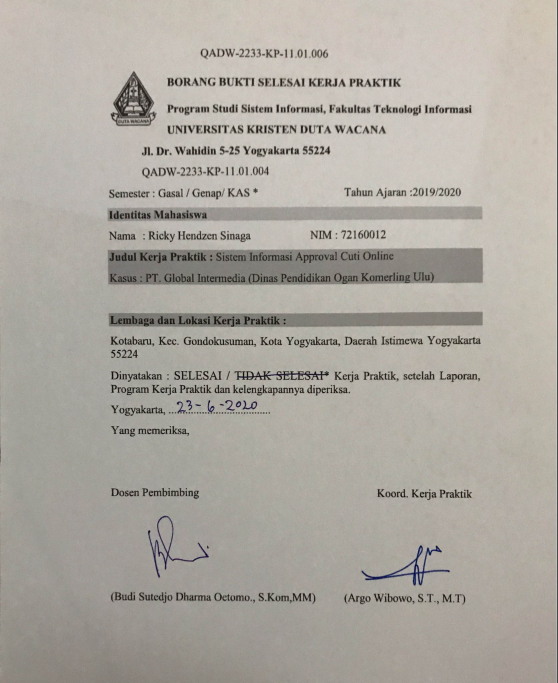 QADW-2233-KP-11.01.006
BORANG BUKTI SELESAI KERJA PRAKTIK
Program Studi Sistem Informasi, Fakultas Teknologi Informasi
UNIVERSITAS KRISTEN DUTA WACANA
DUTA WACANA
Jl. Dr. Wahidin 5-25 Yogyakarta 55224
QADW-2233-KP-11.01.004
Semester : Gasal / Genap/ KAS * Tahun Ajaran :2019/2020
Identitas Mahasiswa
Nama : Ricky Hendzen Sinaga NIM : 72160012
Judul Kerja Praktik : Sistem Informasi Approval Cuti Online
Kasus : PT. Global Intermedia (Dinas Pendidikan Ogan Komerling Ulu)
Lembaga dan Lokasi Kerja Praktik :
Kotabaru, Kec. Gondokusuman, Kota Yogyakarta, Daerah Istimewa Yogyakarta
55224
Dinyatakan : SELESAI / TIDAK SELESAI* Kerja Praktik, setelah Laporan,
Program Kerja Praktik dan kelengkapannya diperiksa.
Yogyakarta, ...23-6-2020...
Yang memeriksa,
Dosen Pembimbing Koord. Kerja Praktik
(Budi Sutedjo Dharma Oetomo., S.Kom,MM) (Argo Wibowo, S.T., M.T)